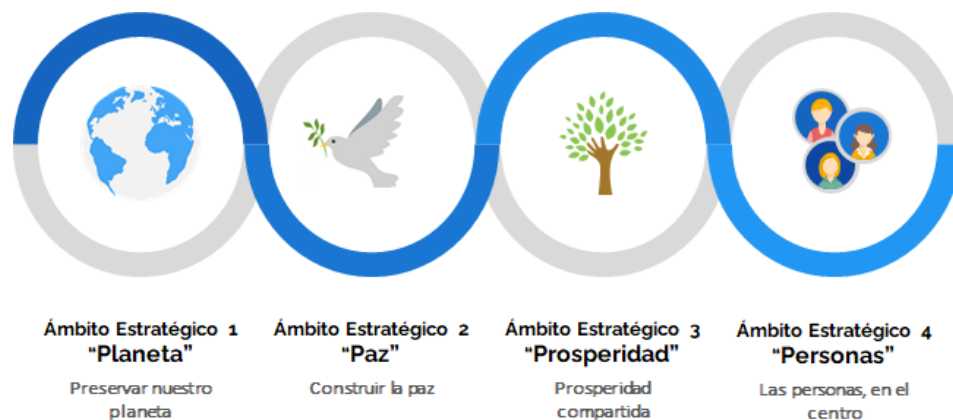 Ámbito Estratégico 1
“Planeta”
Preservar nuestro
planeta
Ámbito Estratégico 2
“Paz”
Construir la paz
Ámbito Estratégico 3
“Prosperidad”
Prosperidad
compartida
Ámbito Estratégico 4
“Personas”
Las personas, en el
centro